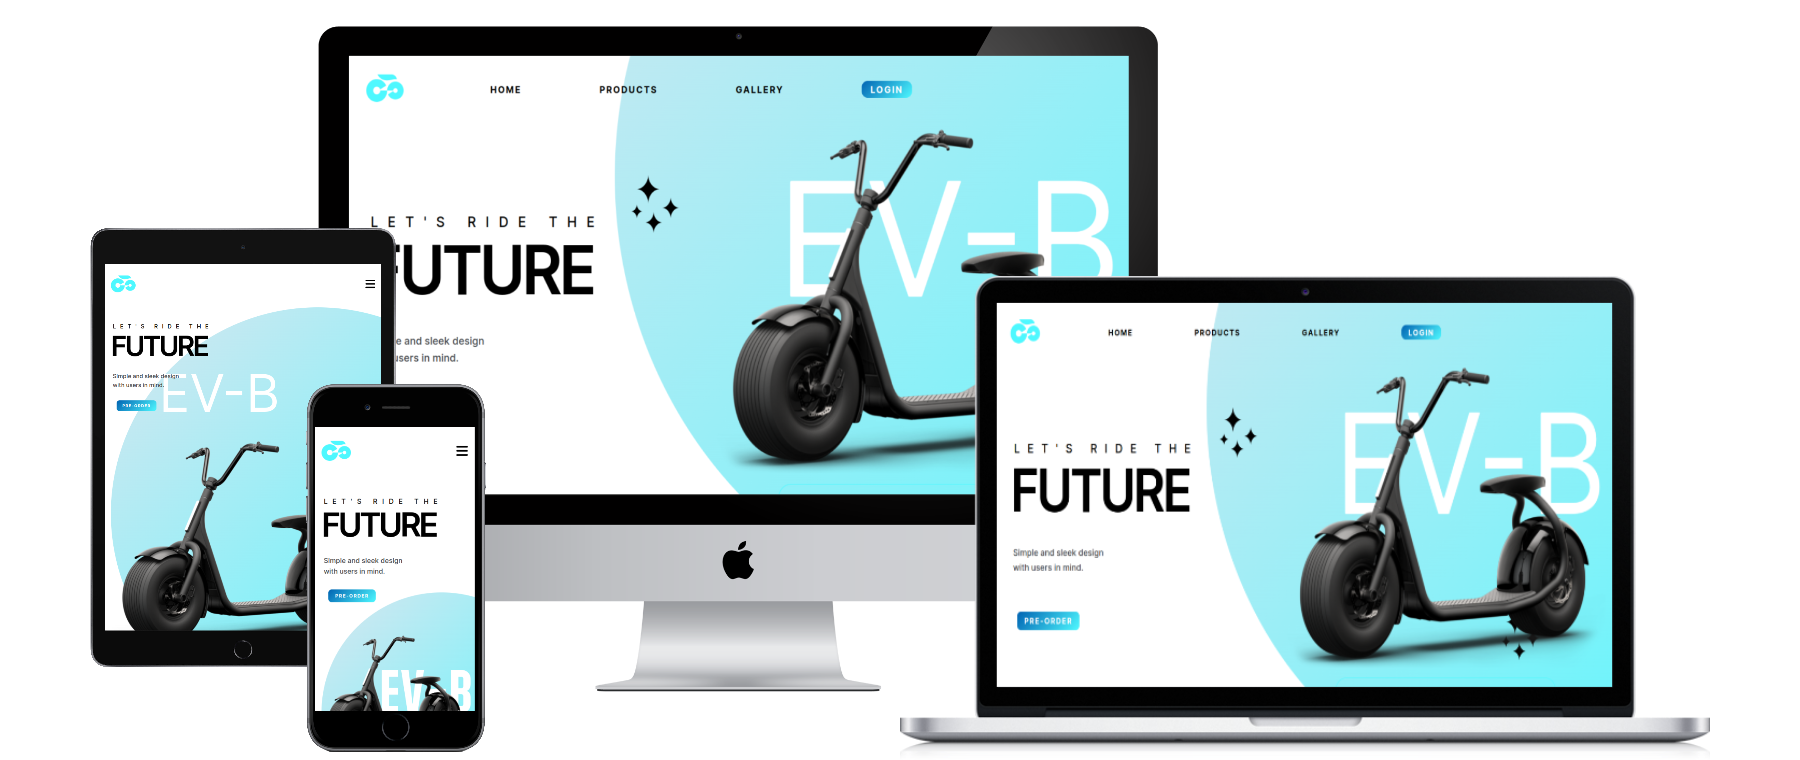 HOME PRODUCTS GALLERY LOGIN
LET'S RIDE THE
FUTURE
e and sleek design
users in mind.
EV-B
LET'S RIDE THE
FUTURE
Simple and sleek design
with users in mind.
PRE-ORDER
EV-B
LET'S RIDE THE
FUTURE
Simple and sleek design
with users in mind.
PRE-ORDER
EV-B
HOME PRODUCTS GALLERY LOGIN
LET'S RIDE THE
FUTURE
Simple and sleek design
with users in mind.
PRE-ORDER
EV-B